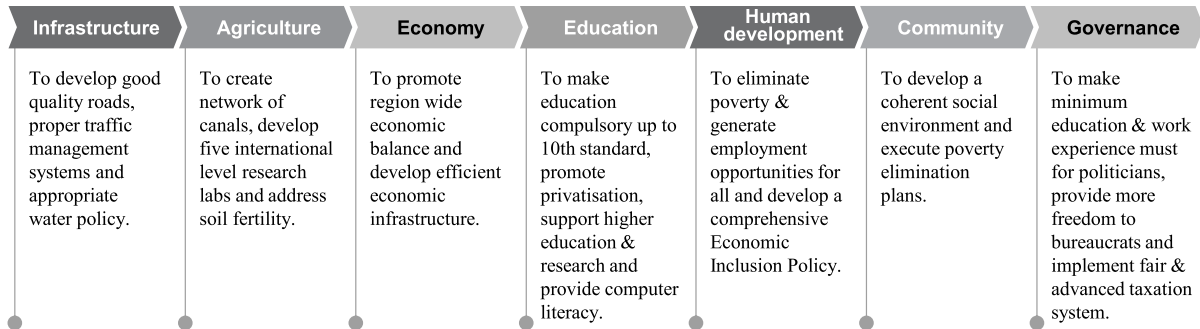 Infrastructure
To develop good
quality roads,
proper traffic
management
systems and
appropriate
water policy.
Agriculture
To create
network of
canals, develop
five international
level research
labs and address
soil fertility.
Economy
To promote
region wide
economic
balance and
develop efficient
economic
infrastructure.
Education
To make
education
compulsory up to
10th standard,
promote
privatisation,
support higher
education &
research and
provide computer
literacy.
Human
development
To eliminate
poverty &
generate
employment
opportunities for
all and develop a
comprehensive
Economic
Inclusion Policy.
Community
To develop a
coherent social
environment and
execute poverty
elimination
plans.
Governance
To make
minimum
education & work
experience must
for politicians,
provide more
freedom to
bureaucrats and
implement fair &
advanced taxation
system.